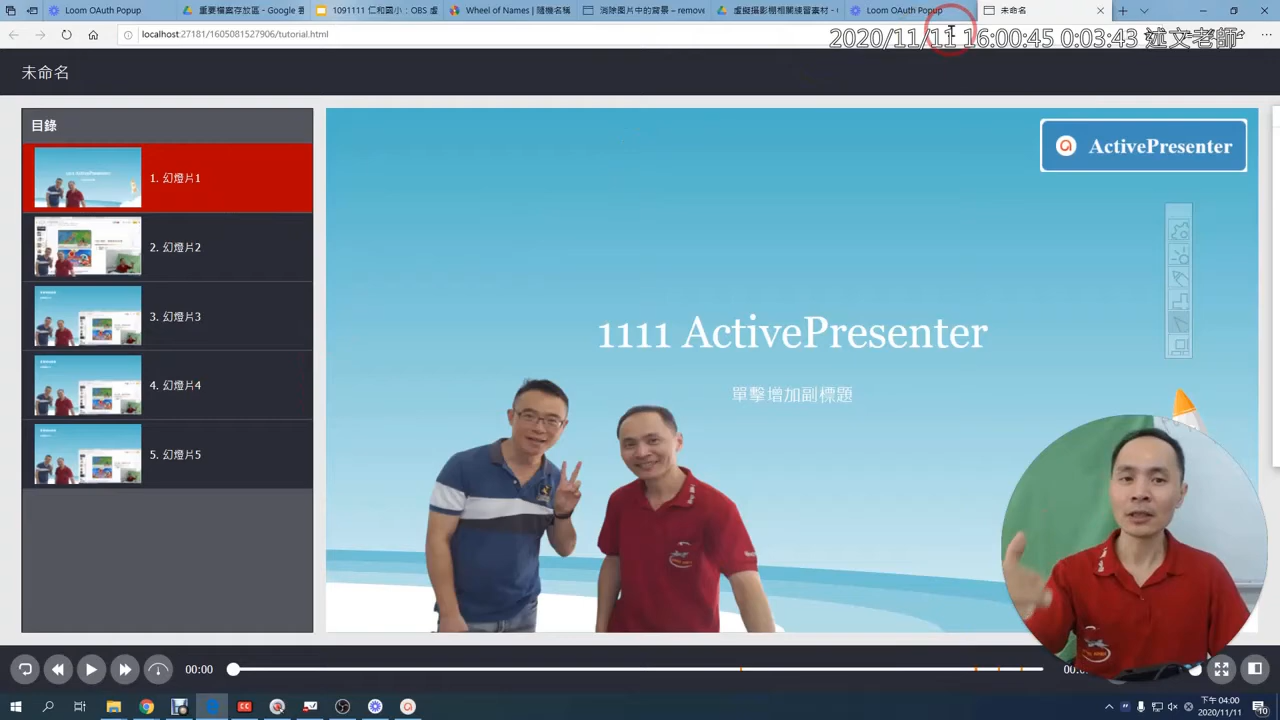 Loom OAuth Popup
重要檔案存放區 - Google 雲
1091111 仁和國小 : OBS 虛
Wheel of Names | 隨機名稱
消除图片中的背景 – remove
虛擬攝影棚相關練習素材 -
Loom OAuth Popup
未命名
localhost:27181/1605081527906/tutorial.html
2020/11/11 16:00:45 0:03:43 述文老師
未命名
目錄
ActivePresenter
1. 幻燈片1
2. 幻燈片2
3. 幻燈片3
4. 幻燈片4
5. 幻燈片5
1111 ActivePresenter
單擊增加副標題
00:00
下午 04:00
2020/11/11
10